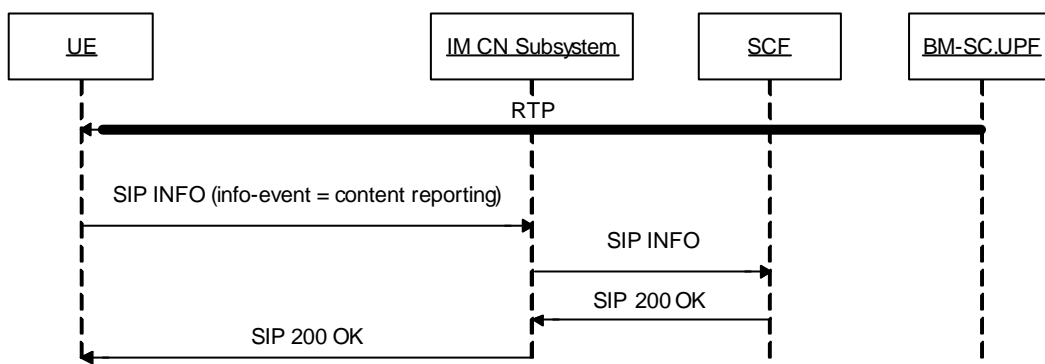 UE
IM CN Subsystem
SCF
BM-SC.UPF
RTP
SIP INFO (info-event = content reporting)
SIP INFO
SIP 200 OK
SIP 200 OK